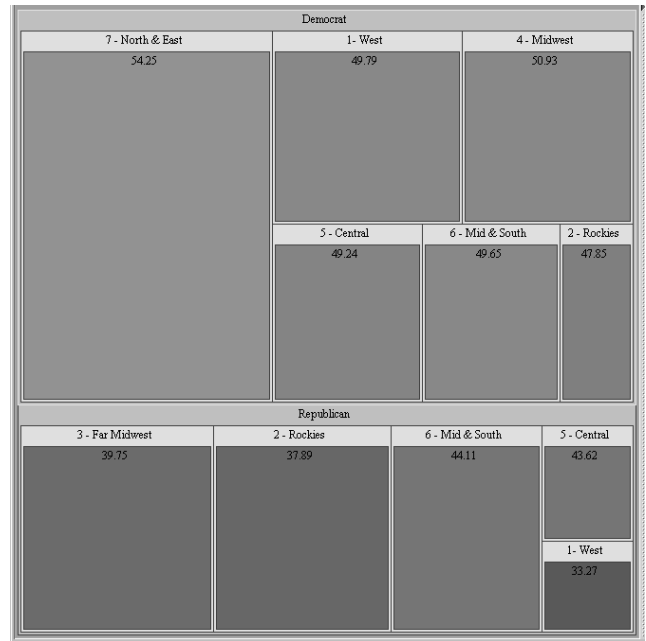 Democrat
7 - North & East
1- West
4 - Midwest
54.25
49.79
50.93
5 - Central
6 - Mid & South
2 - Rockies
49.24
49.65
47.85
Republican
3 - Far Midwest
2 - Rockies
6 - Mid & South
5 - Central
39.75
37.89
44.11
43.62
1- West
33.27